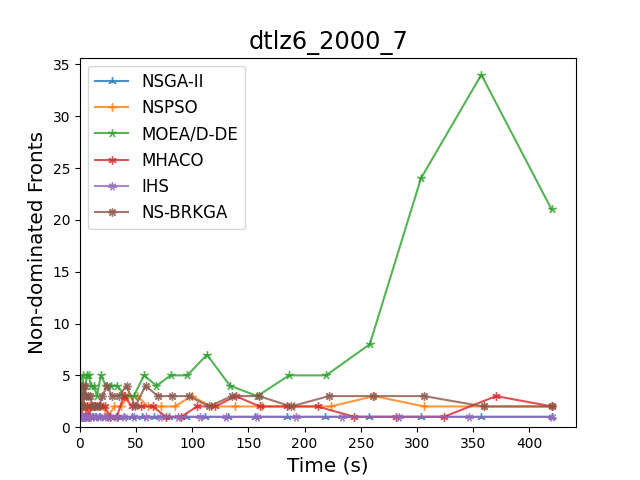 dtlz6_2000_7
35
30
25
20
15
10
5
0
Non-dominated Fronts
NSGA-II
NSPSO
MOEA/D-DE
MHACO
IHS
NS-BRKGA
0 50 100 150 200 250 300 350 400
Time (s)